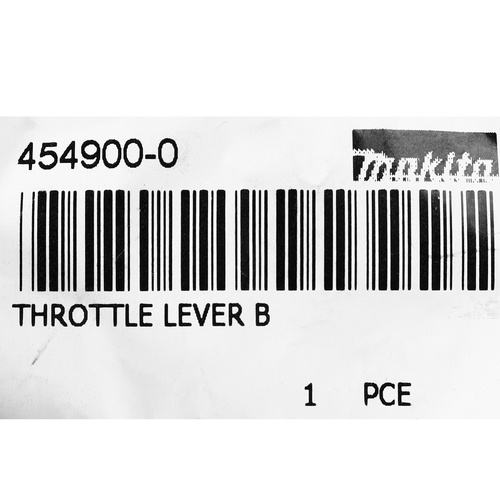 454900-0
makita
THROTTLE LEVER B
1 PCE